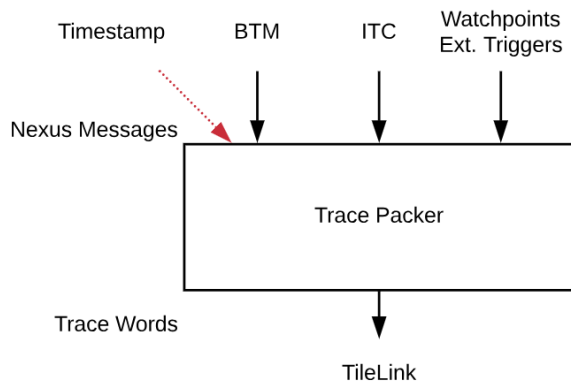 Timestamp
BTM
ITC
Watchpoints
Ext. Triggers
Nexus Messages
Trace Packer
Trace Words
TileLink